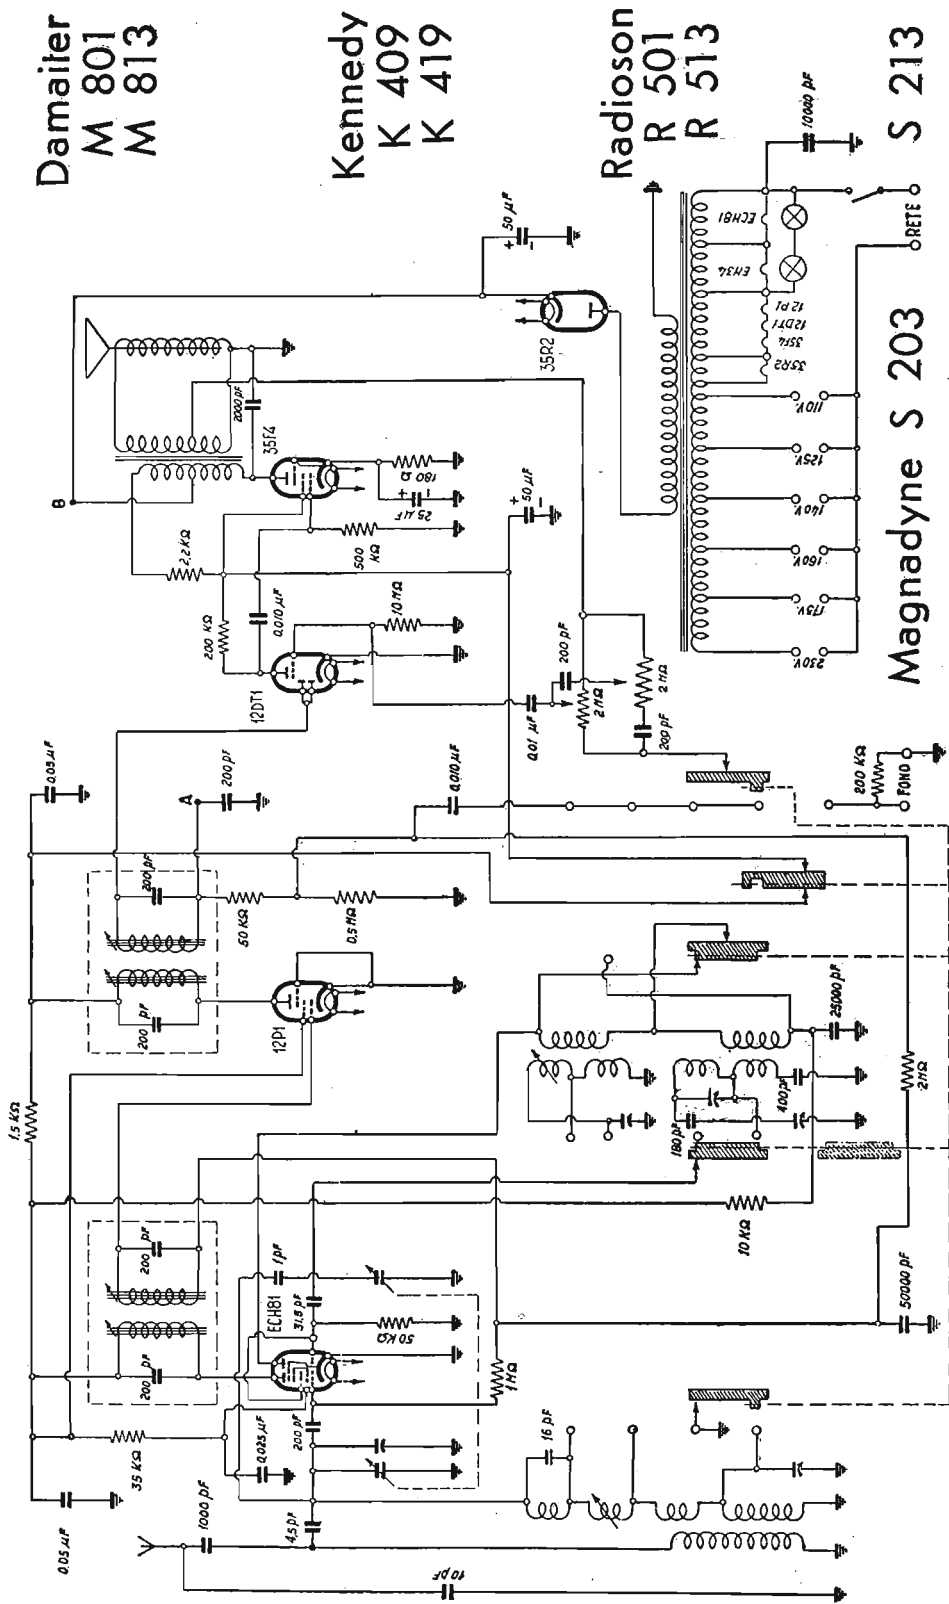 Damaiter
M 801
M 813
Kennedy
K 409
K 419
Radioson
R 501
R 513
Magnadyne S 203 S 213
0,05 µF
1000 pF
10 pF
4,5 pF
35 KΩ
0,025 µF
200 pF
200 pF
200 pF
ECH81
1 pF
31,5 pF
50 KΩ
1 MΩ
16 pF
1,5 KΩ
10 KΩ
50000 pF
2 MΩ
180 pF
400 pF
25000 pF
200 pF
200 pF
12P1
50 KΩ
0,5 MΩ
0,05 µF
A
200 pF
0,010 µF
200 KΩ
FONO
12DT1
200 KΩ
2,2 KΩ
0,010 µF
10 MΩ
0,01 µF
200 pF
2 MΩ
2 MΩ
200 pF
B
35F4
2000 pF
500 KΩ
25 µF
+
−
180 Ω
+
−
50 µF
35R2
+
−
50 µF
230V.
175V.
160V.
140V.
125V.
110V.
35R2
35F4
12DT1
12P1
EM34
ECH81
10000 pF
RETE